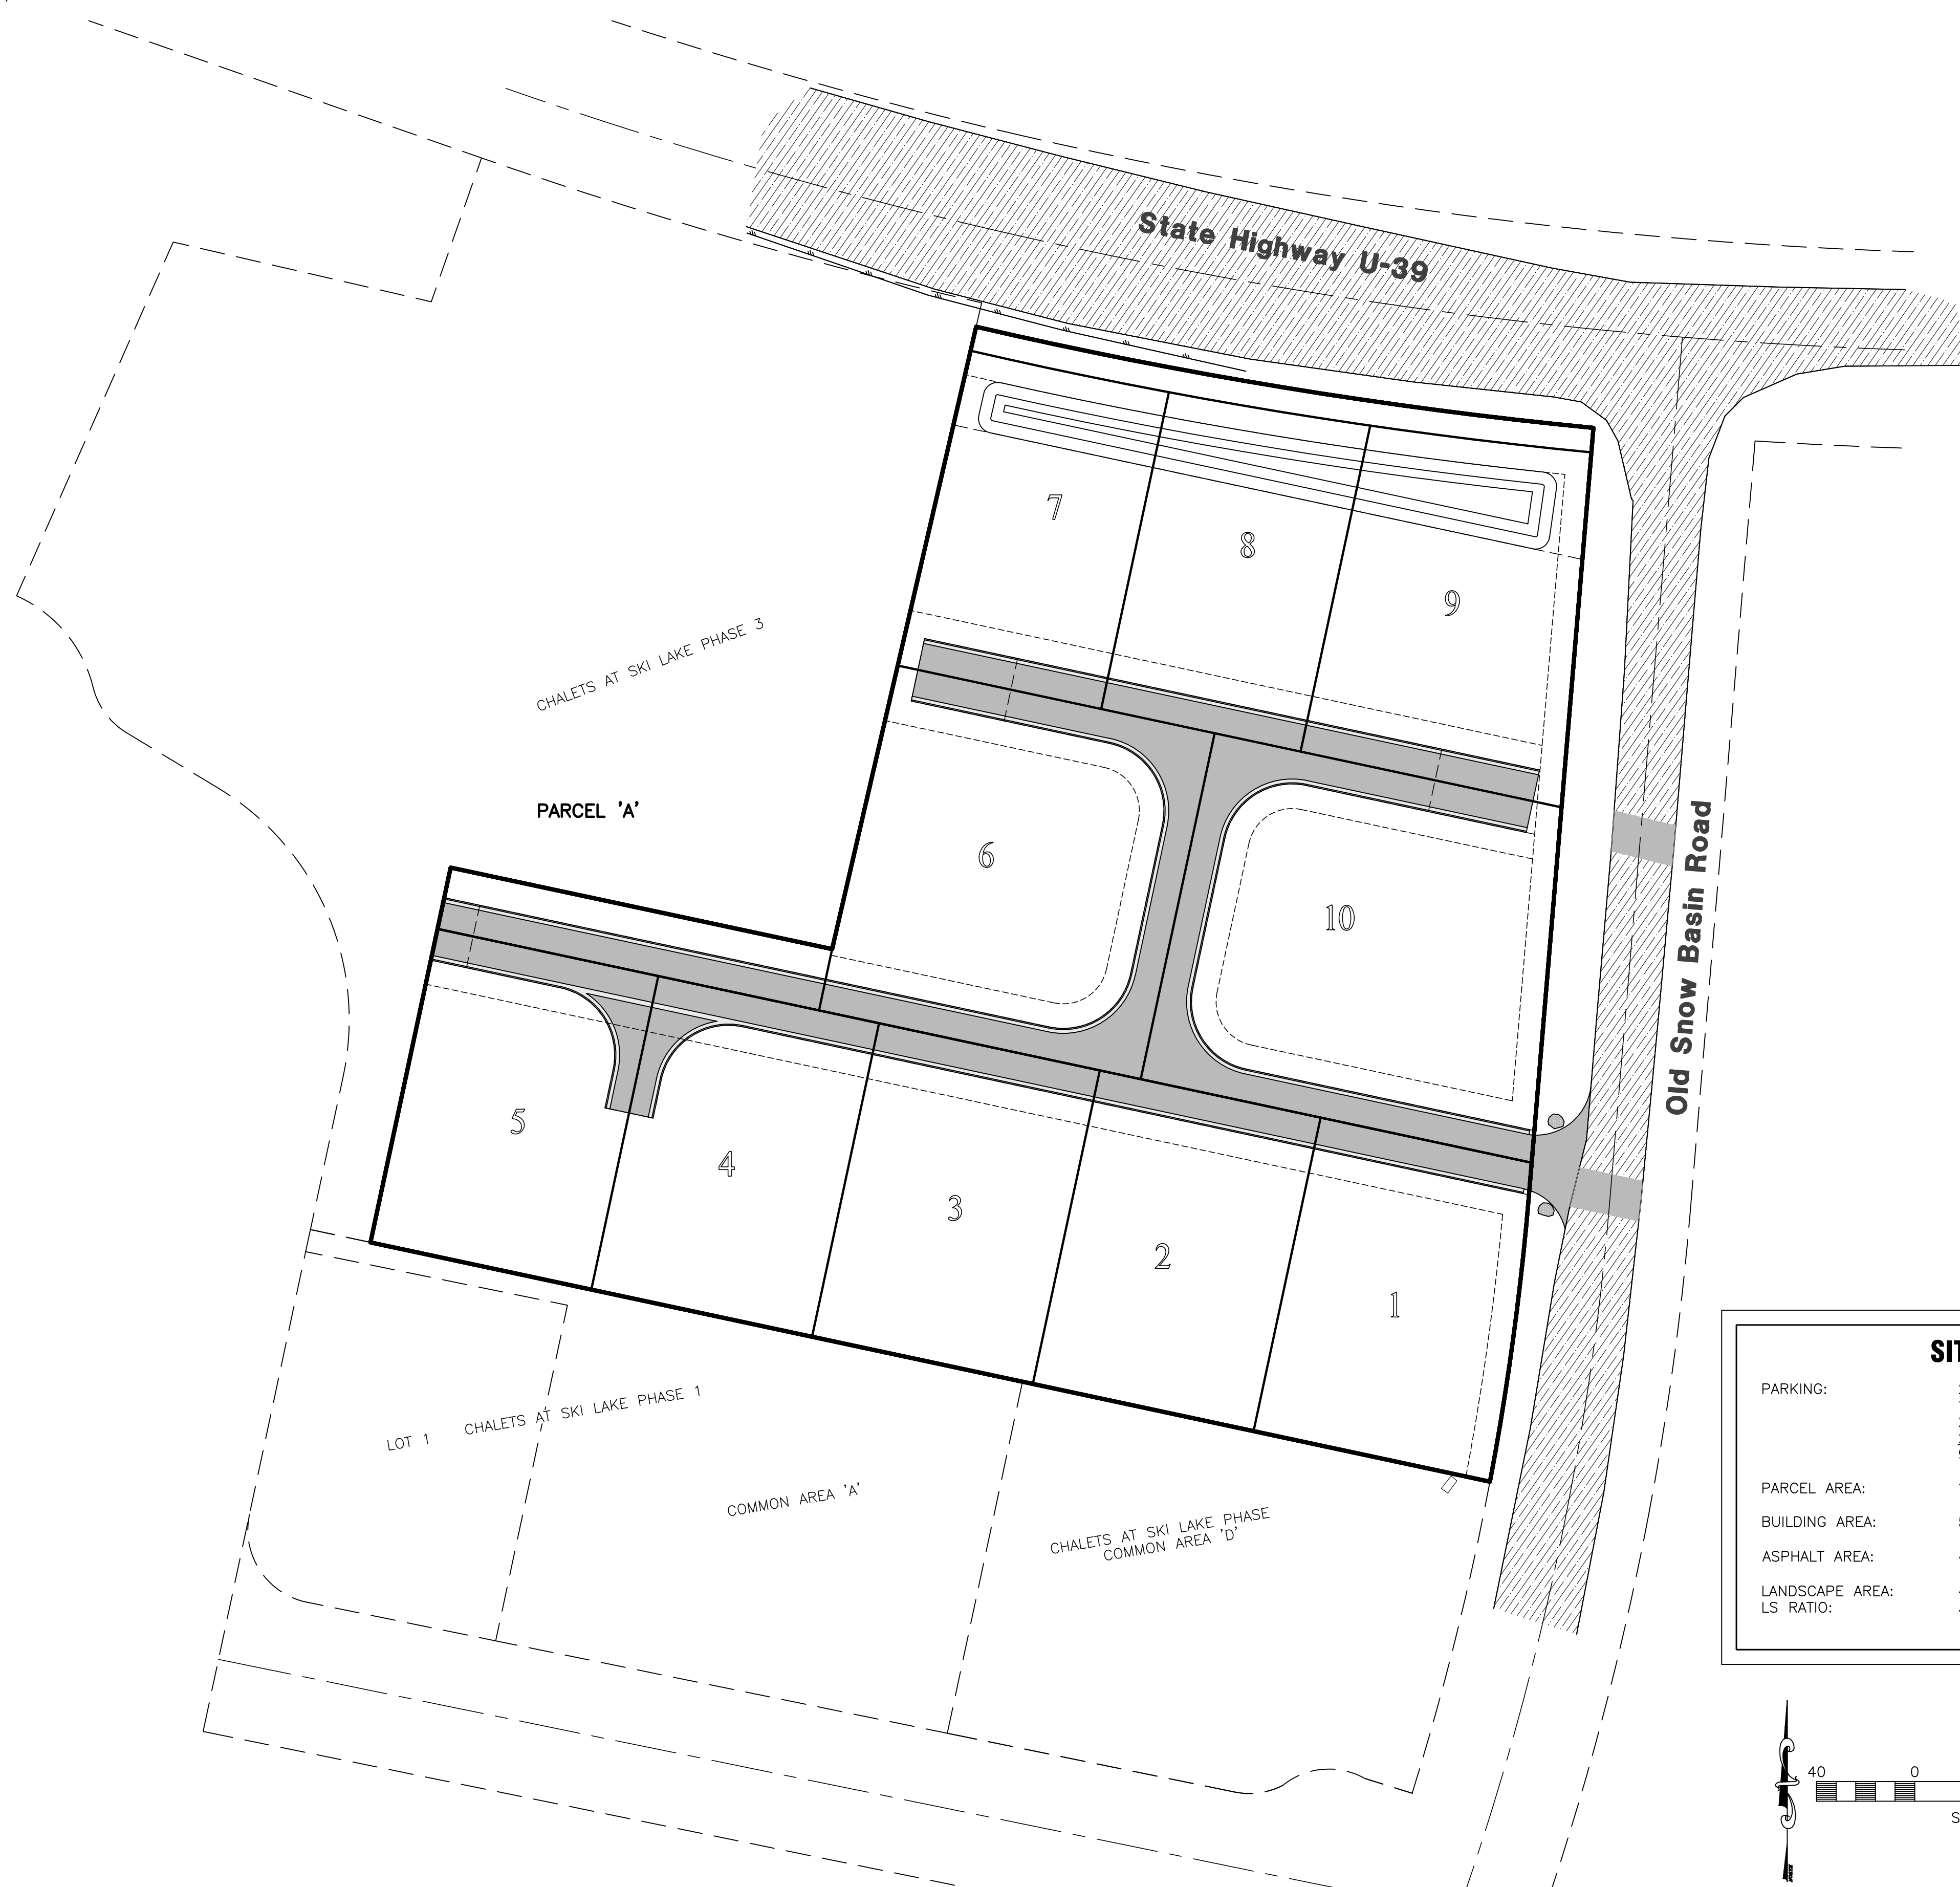 State Highway U-39
7
8
9
CHALETS AT SKI LAKE PHASE 3
PARCEL 'A'
6
10
Old Snow Basin Road
5
4
3
2
1
SIT
PARKING:
PARCEL AREA:
BUILDING AREA:
ASPHALT AREA:
LANDSCAPE AREA:
LS RATIO:
LOT 1 CHALETS AT SKI LAKE PHASE 1
COMMON AREA 'A'
CHALETS AT SKI LAKE PHASE
COMMON AREA 'D'
40 0
S